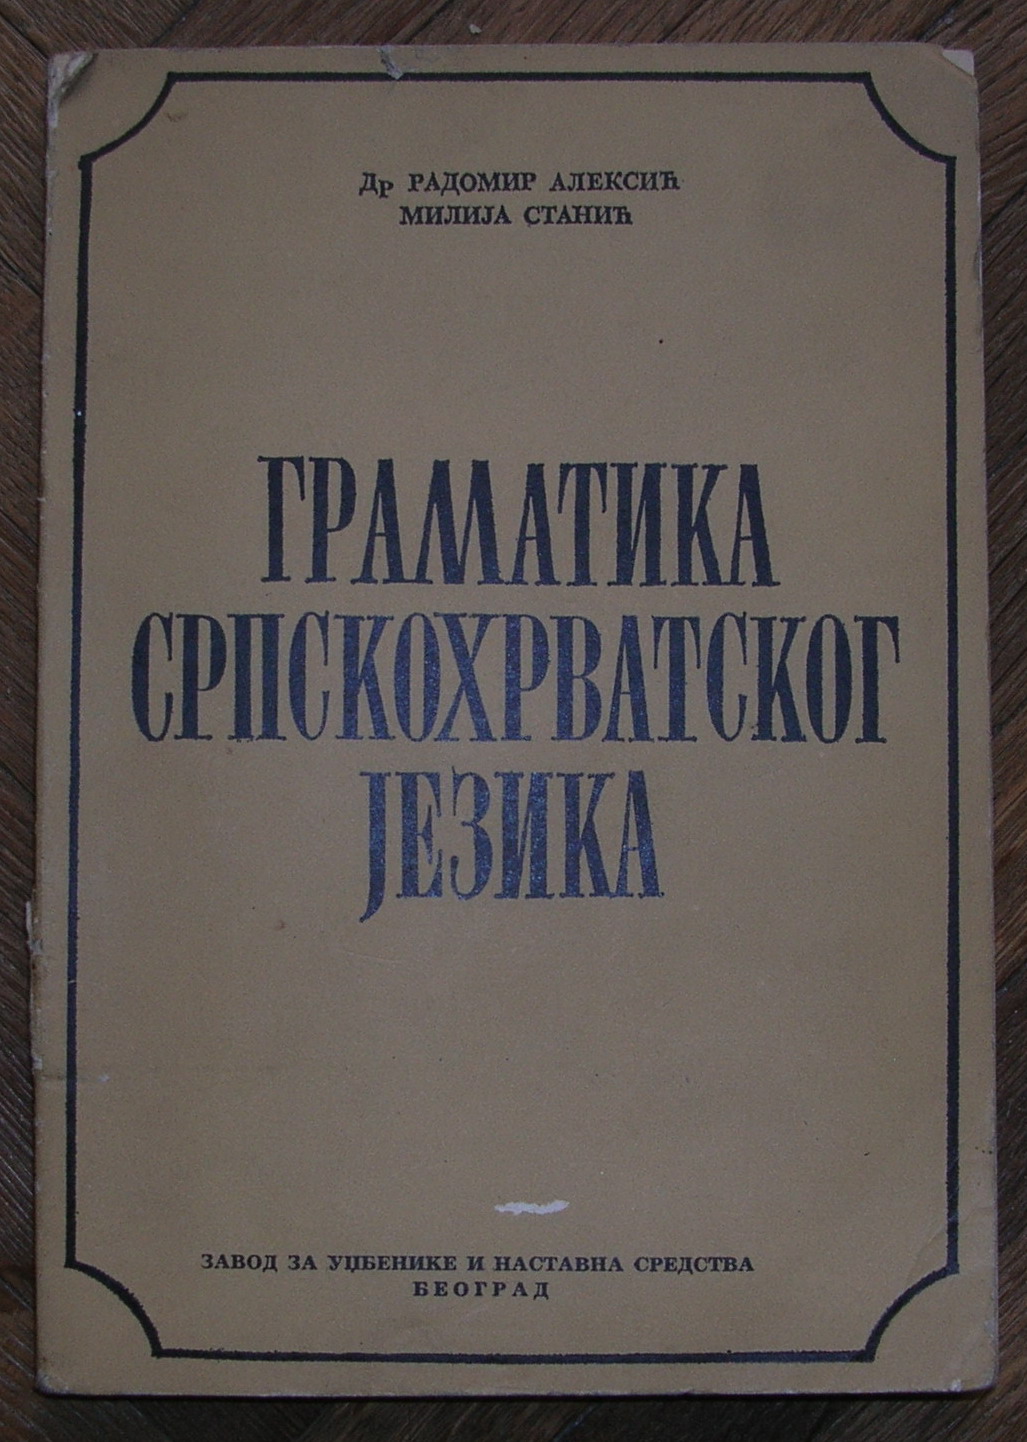 Др РАДОМИР АЛЕКСИЋ
МИЛИЈА СТАНИЋ
ГРАМАТИКА
СРПСКОХРВАТСКОГ
ЈЕЗИКА
ЗАВОД ЗА УЏБЕНИКЕ И НАСТАВНА СРЕДСТВА
БЕОГРАД